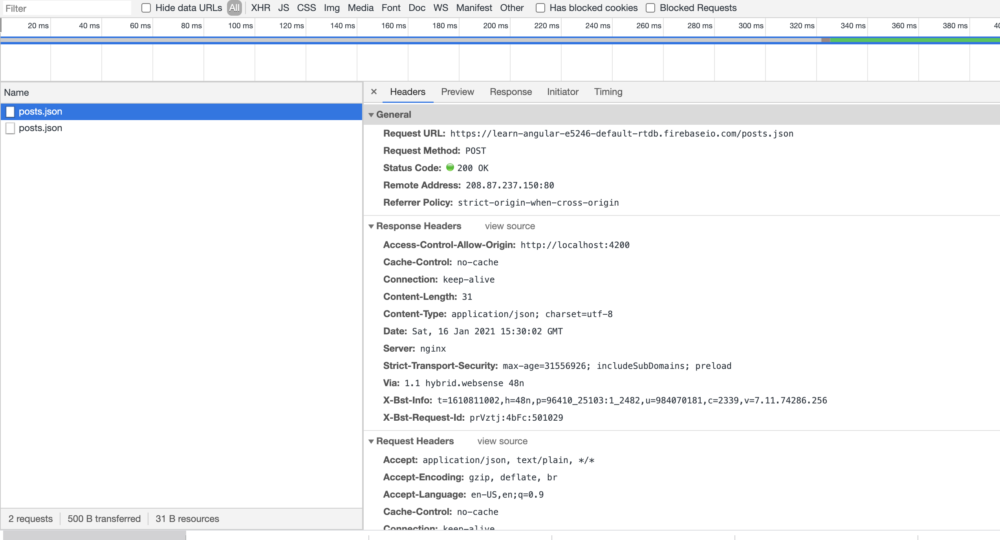 Filter Hide data URLs All XHR JS CSS Img Media Font Doc WS Manifest Other Has blocked cookies Blocked Requests
20 ms 40 ms 60 ms 80 ms 100 ms 120 ms 140 ms 160 ms 180 ms 200 ms 220 ms 240 ms 260 ms 280 ms 300 ms 320 ms 340 ms 360 ms 380 ms
Name
posts.json
posts.json
2 requests 500 B transferred 31 B resources
× Headers Preview Response Initiator Timing
General
Request URL: https://learn-angular-e5246-default-rtdb.firebaseio.com/posts.json
Request Method: POST
Status Code: 200 OK
Remote Address: 208.87.237.150:80
Referrer Policy: strict-origin-when-cross-origin
Response Headers view source
Access-Control-Allow-Origin: http://localhost:4200
Cache-Control: no-cache
Connection: keep-alive
Content-Length: 31
Content-Type: application/json; charset=utf-8
Date: Sat, 16 Jan 2021 15:30:02 GMT
Server: nginx
Strict-Transport-Security: max-age=31556926; includeSubDomains; preload
Via: 1.1 hybrid.websense 48n
X-Bst-Info: t=1610811002,h=48n,p=96410_25103:1_2482,u=984070181,c=2339,v=7.11.74286.256
X-Bst-Request-Id: prVztj:4bFc:501029
Request Headers view source
Accept: application/json, text/plain, */*
Accept-Encoding: gzip, deflate, br
Accept-Language: en-US,en;q=0.9
Cache-Control: no-cache
Connection: keep-alive